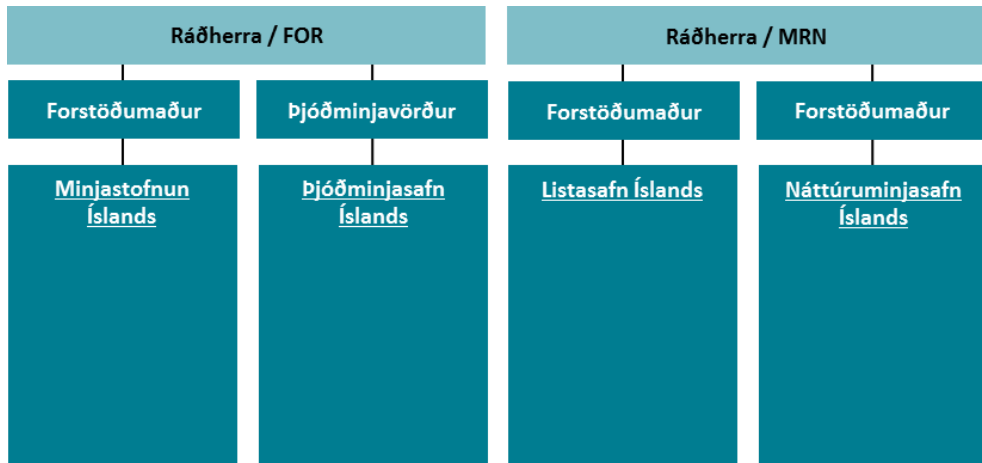 Ráðherra / FOR
Ráðherra / MRN
Forstöðumaður
Þjóðminjavörður
Forstöðumaður
Forstöðumaður
Minjastofnun
Íslands
Þjóðminjasafn
Íslands
Listasafn Íslands
Náttúruminjasafn
Íslands